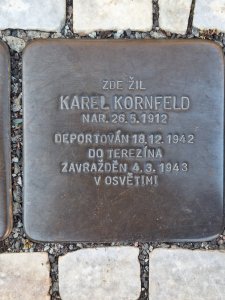 ZDE ŽIL
KAREL KORNFELD
NAR. 26.5.1912
DEPORTOVÁN 18.12.1942
DO TEREZÍNA
ZAVRAŽDĚN 4.3.1943
V OSVĚTIMI